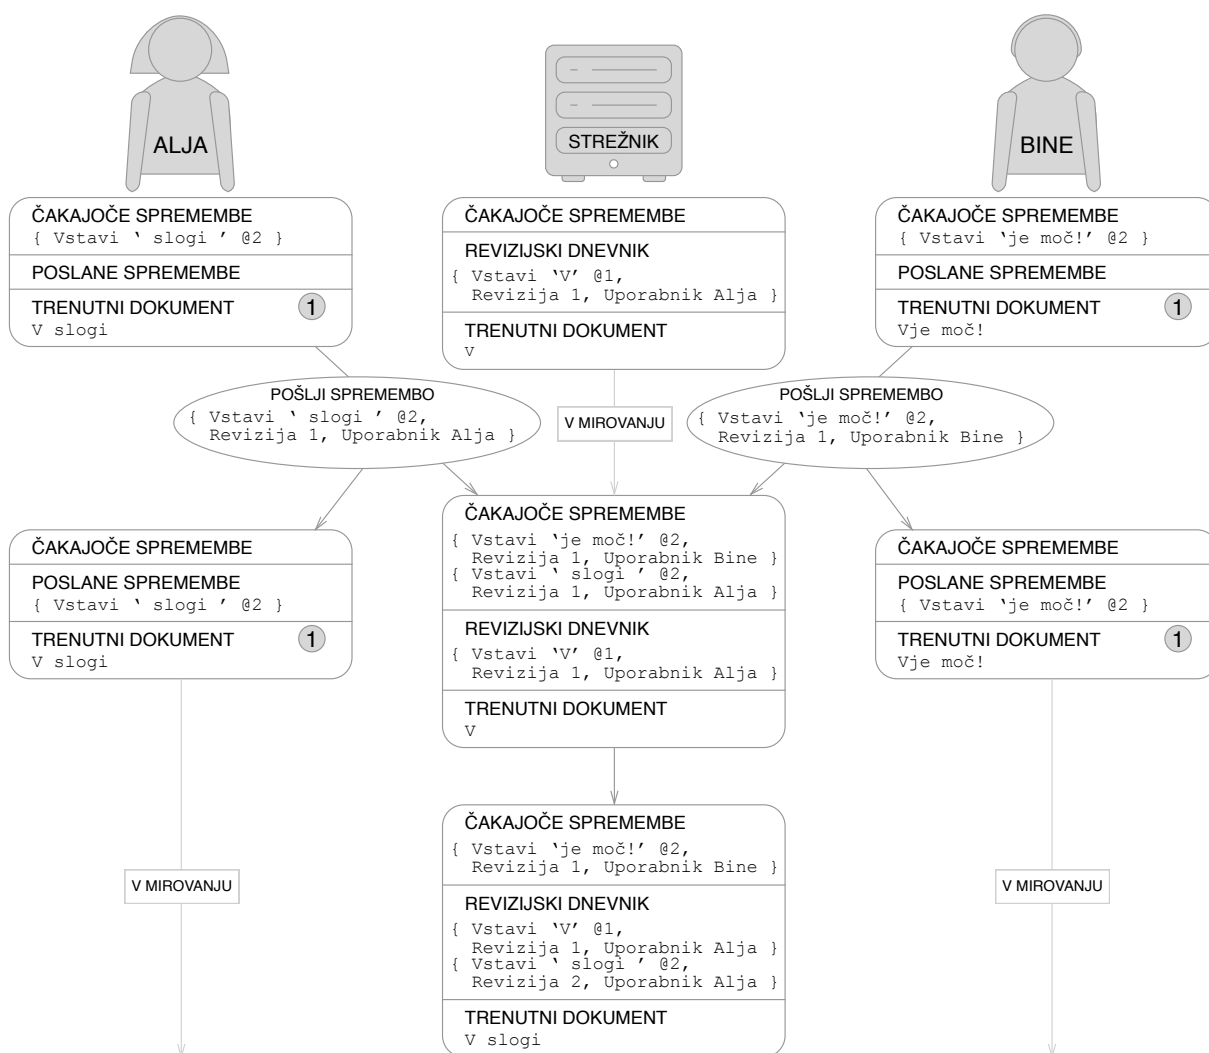 ALJA
STREŽNIK
BINE
ČAKAJOČE SPREMEMBE
{ Vstavi ‘ slogi ’ @2 }
POSLANE SPREMEMBE
TRENUTNI DOKUMENT 1
V slogi
ČAKAJOČE SPREMEMBE
REVIZIJSKI DNEVNIK
{ Vstavi ‘V’ @1,
Revizija 1, Uporabnik Alja }
TRENUTNI DOKUMENT
V
ČAKAJOČE SPREMEMBE
{ Vstavi ‘je moč!’ @2 }
POSLANE SPREMEMBE
TRENUTNI DOKUMENT 1
Vje moč!
POŠLJI SPREMEMBO
{ Vstavi ‘ slogi ’ @2,
Revizija 1, Uporabnik Alja }
V MIROVANJU
POŠLJI SPREMEMBO
{ Vstavi ‘je moč!’ @2,
Revizija 1, Uporabnik Bine }
ČAKAJOČE SPREMEMBE
POSLANE SPREMEMBE
{ Vstavi ‘ slogi ’ @2 }
TRENUTNI DOKUMENT 1
V slogi
ČAKAJOČE SPREMEMBE
{ Vstavi ‘je moč!’ @2,
Revizija 1, Uporabnik Bine }
{ Vstavi ‘ slogi ’ @2,
Revizija 1, Uporabnik Alja }
REVIZIJSKI DNEVNIK
{ Vstavi ‘V’ @1,
Revizija 1, Uporabnik Alja }
TRENUTNI DOKUMENT
V
ČAKAJOČE SPREMEMBE
POSLANE SPREMEMBE
{ Vstavi ‘je moč!’ @2 }
TRENUTNI DOKUMENT 1
Vje moč!
V MIROVANJU
ČAKAJOČE SPREMEMBE
{ Vstavi ‘je moč!’ @2,
Revizija 1, Uporabnik Bine }
REVIZIJSKI DNEVNIK
{ Vstavi ‘V’ @1,
Revizija 1, Uporabnik Alja }
{ Vstavi ‘ slogi ’ @2,
Revizija 2, Uporabnik Alja }
TRENUTNI DOKUMENT
V slogi
V MIROVANJU